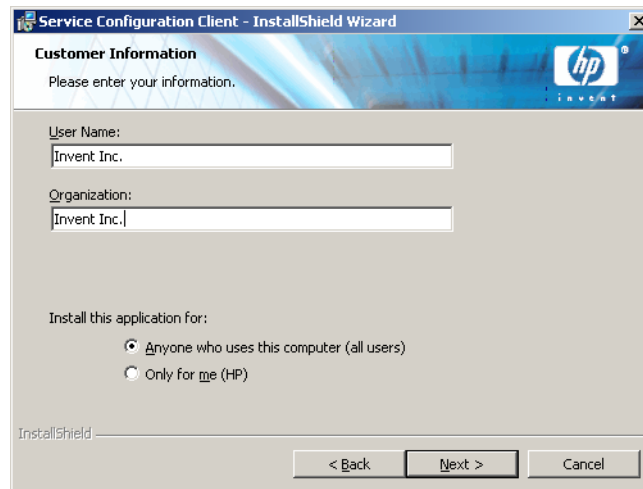 Service Configuration Client - InstallShield Wizard
Customer Information
Please enter your information.
hp
invent
User Name:
Invent Inc.
Organization:
Invent Inc.
Install this application for:
Anyone who uses this computer (all users)
Only for me (HP)
InstallShield
< Back
Next >
Cancel